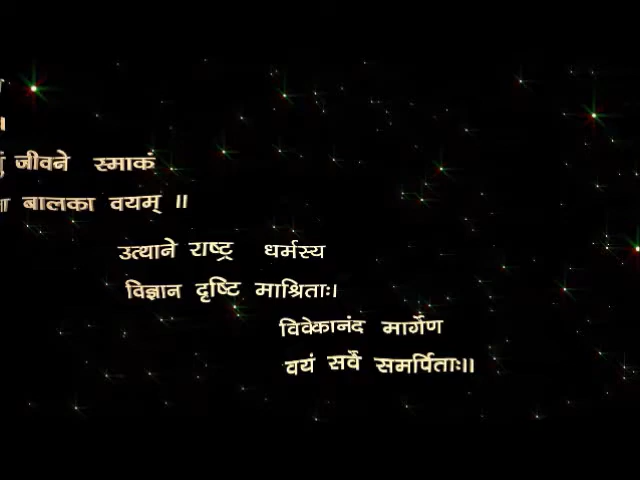 ।
जीवने स्माकं
बालका वयम् ॥
उत्थाने राष्ट्र धर्मस्य
विज्ञान दृष्टि माश्रिताः।
विवेकानंद मार्गेण
वयं सर्वे समर्पिताः॥